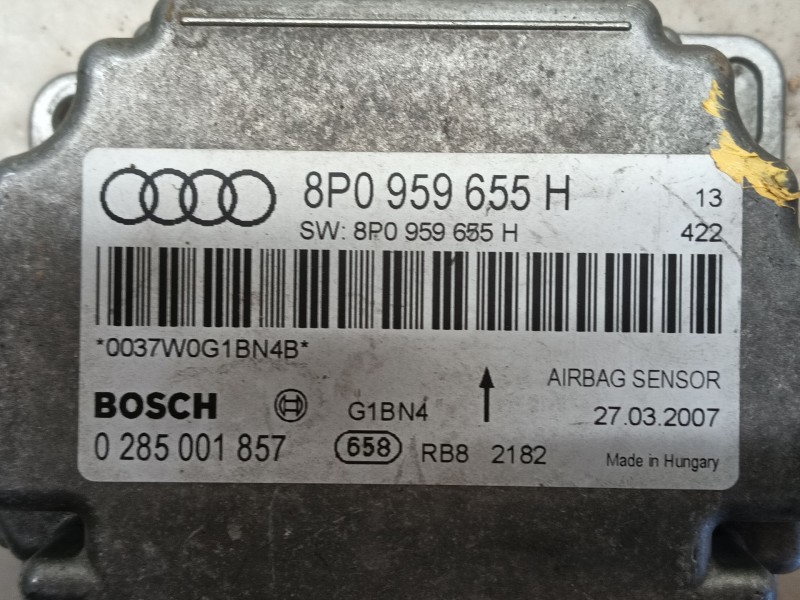 8P0 959 655 H 13
SW: 8P0 959 655 H 422
*0037W0G1BN4B*
AIRBAG SENSOR
BOSCH G1BN4 27.03.2007
0 285 001 857 658 RB8 2182 Made in Hungary